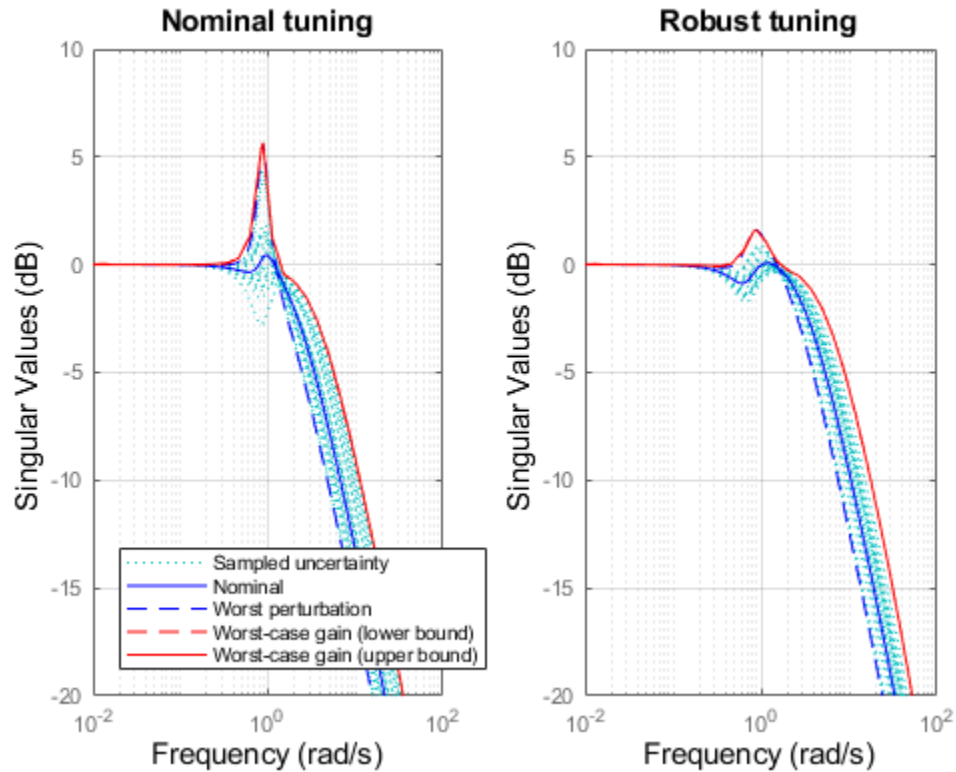 Nominal tuning
10
5
0
-5
-10
-15
-20
Singular Values (dB)
Sampled uncertainty
Nominal
Worst perturbation
Worst-case gain (lower bound)
Worst-case gain (upper bound)
10^-2
10^0
10^2
Frequency (rad/s)
Robust tuning
10
5
0
-5
-10
-15
-20
Singular Values (dB)
10^-2
10^0
10^2
Frequency (rad/s)